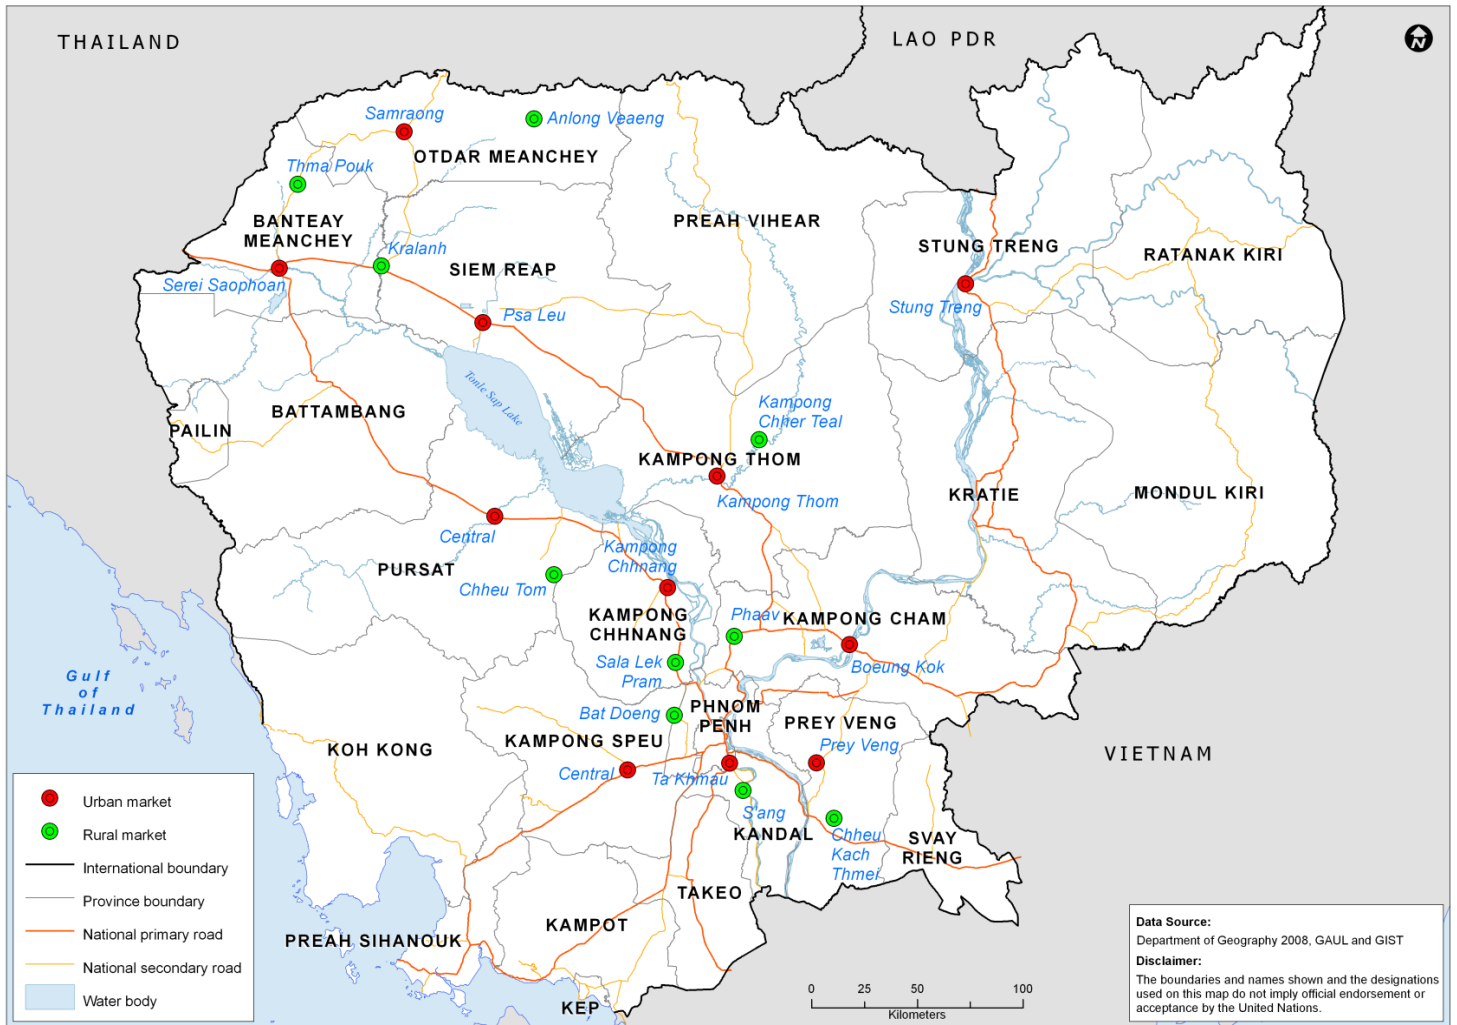 THAILAND
LAO PDR
N
Samraong
Anlong Veaeng
OTDAR MEANCHEY
Thma Pouk
BANTEAY
MEANCHEY
PREAH VIHEAR
Kralanh
SIEM REAP
STUNG TRENG
RATANAK KIRI
Serei Saophoan
Psa Leu
Stung Treng
Tonle Sap Lake
BATTAMBANG
PAILIN
Kampong
Chher Teal
KAMPONG THOM
Kampong Thom
KRATIE
MONDUL KIRI
Central
Kampong
Chhnang
PURSAT
Chheu Tom
KAMPONG
CHHNANG
Phaav
KAMPONG CHAM
Sala Lek
Pram
Boeung Kok
Gulf
of
Thailand
Bat Doeng
PHNOM
PENH
PREY VENG
KOH KONG
KAMPONG SPEU
Prey Veng
VIETNAM
Central
Ta Khmau
S'ang
KANDAL
Chheu
Kach
Thmei
SVAY
RIENG
TAKEO
KAMPOT
PREAH SIHANOUK
KEP
Urban market
Rural market
International boundary
Province boundary
National primary road
National secondary road
Water body
0 25 50 100
Kilometers
Data Source:
Department of Geography 2008, GAUL and GIST
Disclaimer:
The boundaries and names shown and the designations
used on this map do not imply official endorsement or
acceptance by the United Nations.